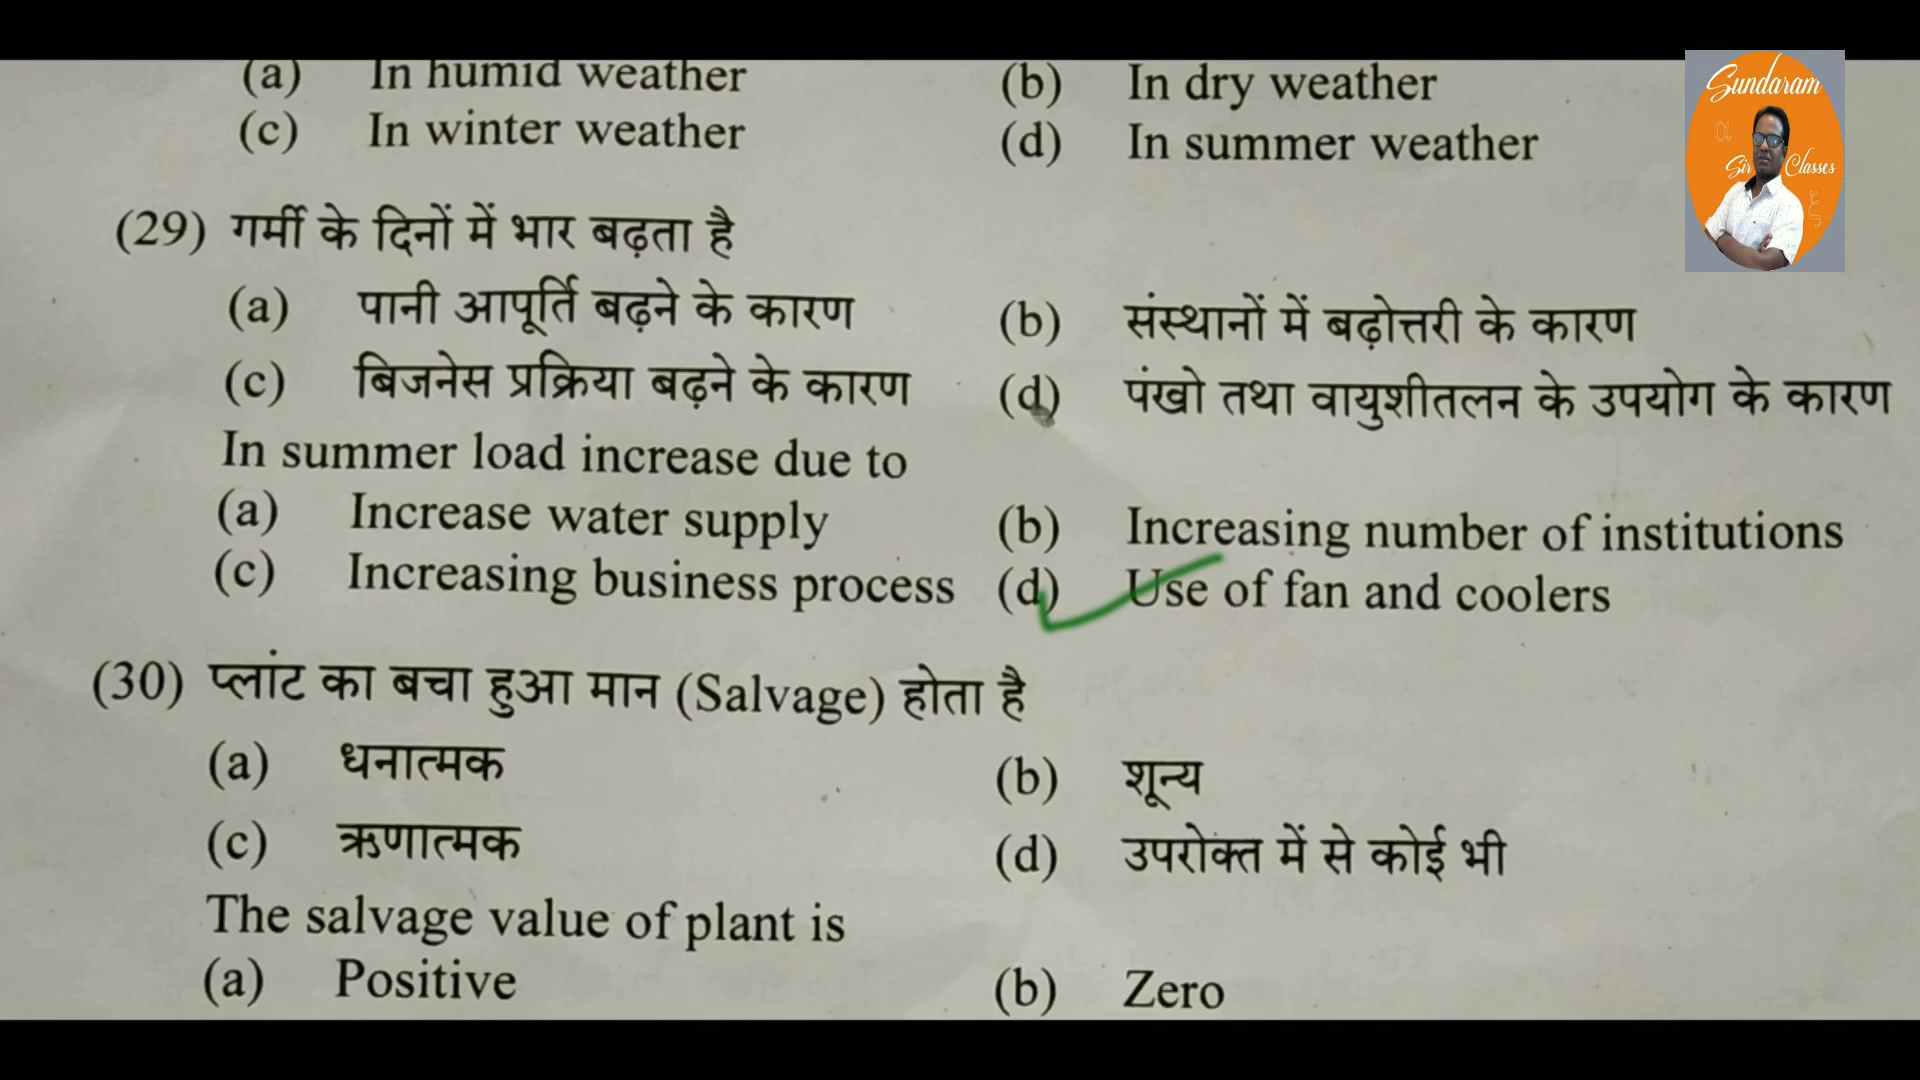 (a) In humid weather (b) In dry weather
(c) In winter weather (d) In summer weather
(29) गर्मी के दिनों में भार बढ़ता है
(a) पानी आपूर्ति बढ़ने के कारण (b) संस्थानों में बढ़ोत्तरी के कारण
(c) बिजनेस प्रक्रिया बढ़ने के कारण (d) पंखो तथा वायुशीतलन के उपयोग के कारण
In summer load increase due to
(a) Increase water supply (b) Increasing number of institutions
(c) Increasing business process (d) Use of fan and coolers
(30) प्लांट का बचा हुआ मान (Salvage) होता है
(a) धनात्मक (b) शून्य
(c) ऋणात्मक (d) उपरोक्त में से कोई भी
The salvage value of plant is
(a) Positive (b) Zero
Sundaram
Sir Classes